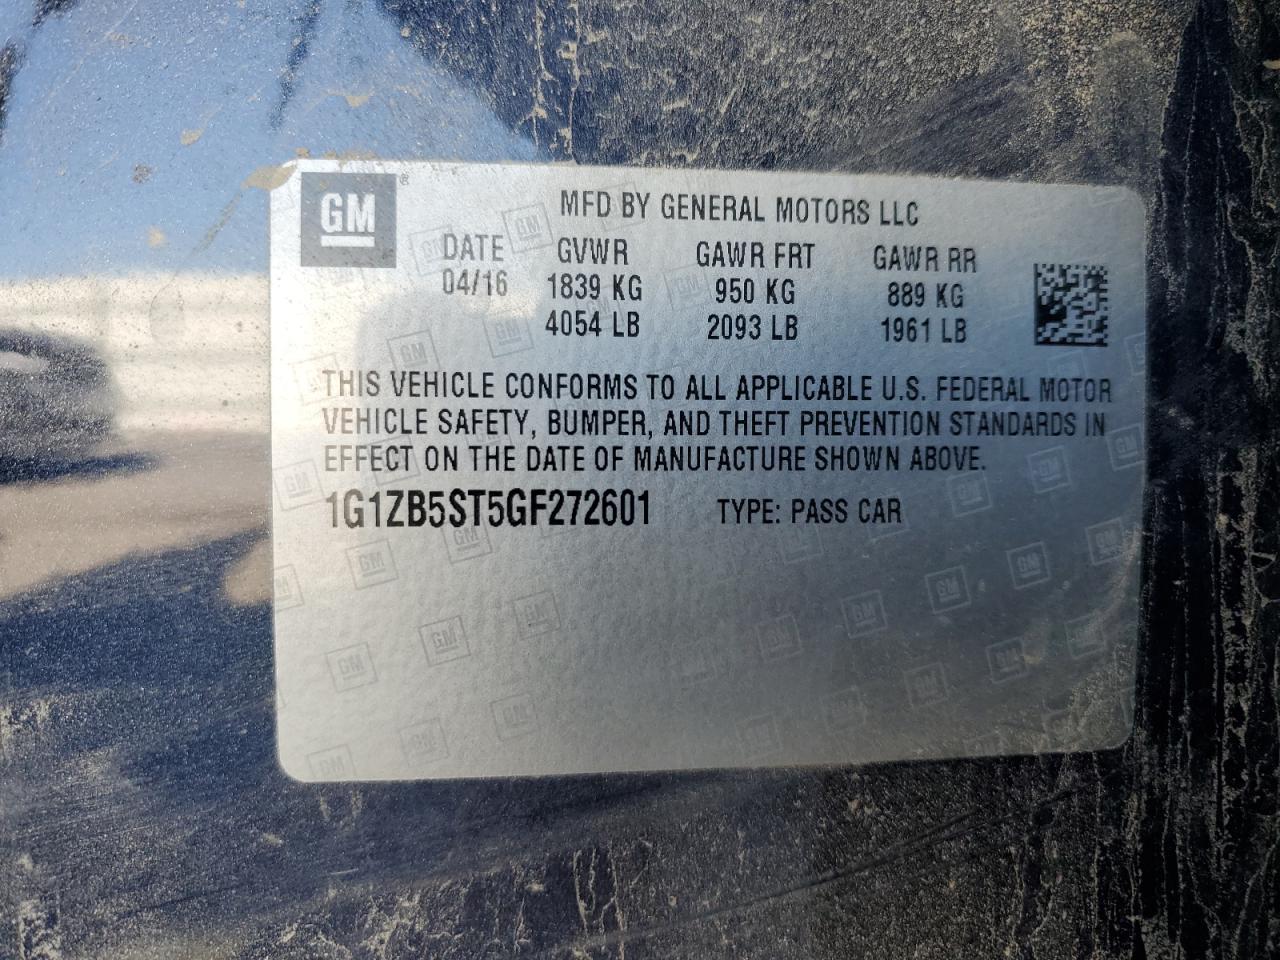 GM
MFD BY GENERAL MOTORS LLC
DATE GVWR GAWR FRT GAWR RR
04/16 1839 KG 950 KG 889 KG
4054 LB 2093 LB 1961 LB
THIS VEHICLE CONFORMS TO ALL APPLICABLE U.S. FEDERAL MOTOR
VEHICLE SAFETY, BUMPER, AND THEFT PREVENTION STANDARDS IN
EFFECT ON THE DATE OF MANUFACTURE SHOWN ABOVE.
1G1ZB5ST5GF272601 TYPE: PASS CAR